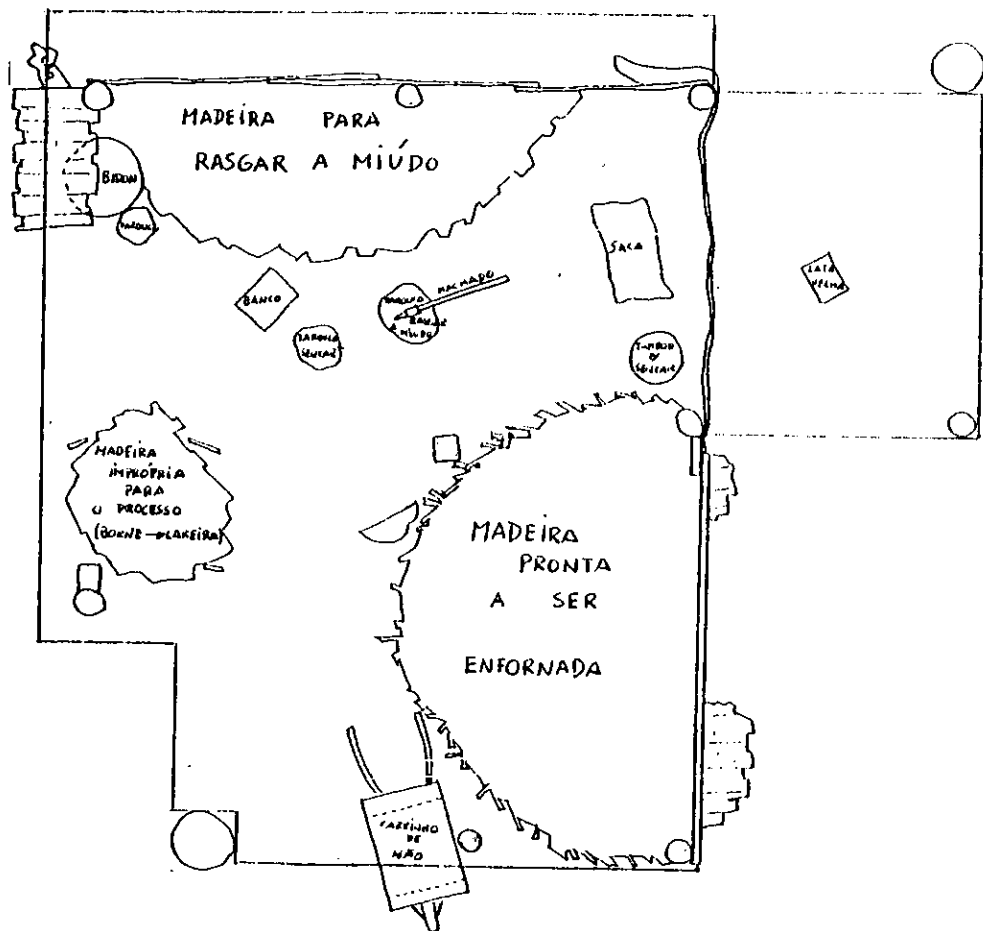 MADEIRA PARA
RASGAR A MIÚDO
BIDON
BANCO
MACHADO
A MIÚDO
SACA
LATA
VELHA
MADEIRA
IMPRÓPRIA
PARA
O PROCESSO
MADEIRA
PRONTA
A SER
ENFORNADA
CARRINHO
DE
MÃO